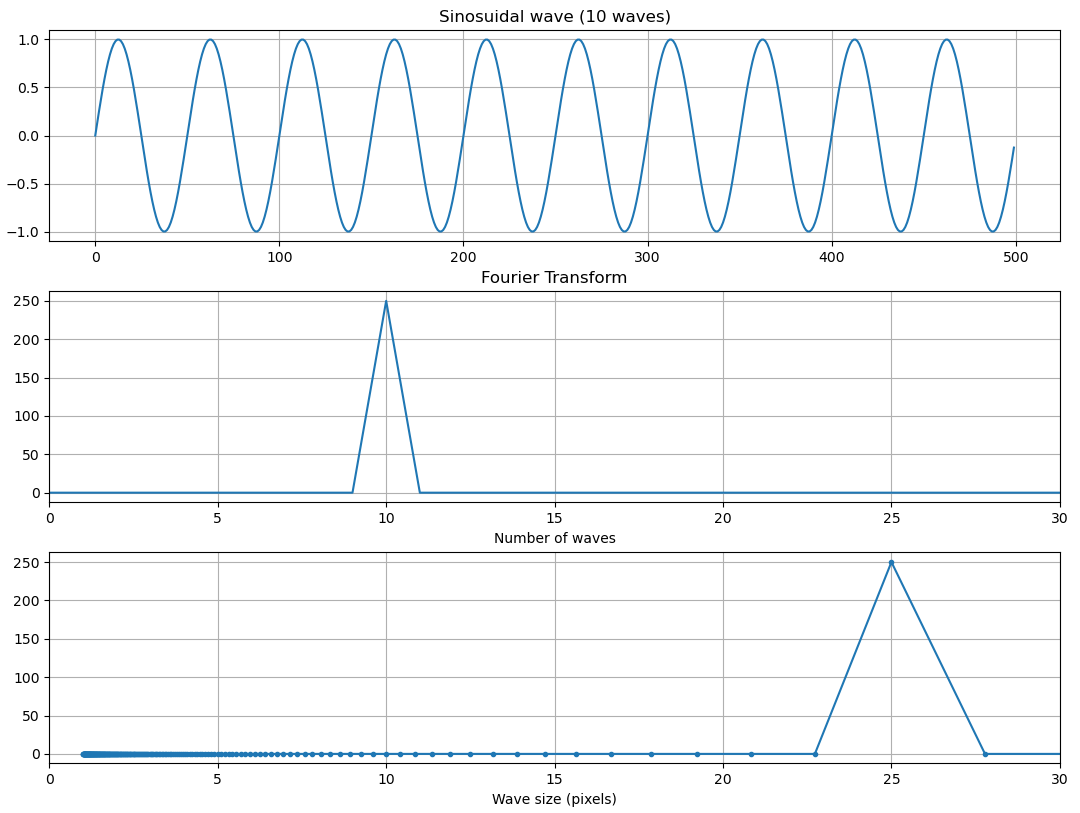 Sinosuidal wave (10 waves)
1.0
0.5
0.0
−0.5
−1.0
0 100 200 300 400 500
Fourier Transform
250
200
150
100
50
0
0 5 10 15 20 25 30
Number of waves
250
200
150
100
50
0
0 5 10 15 20 25 30
Wave size (pixels)